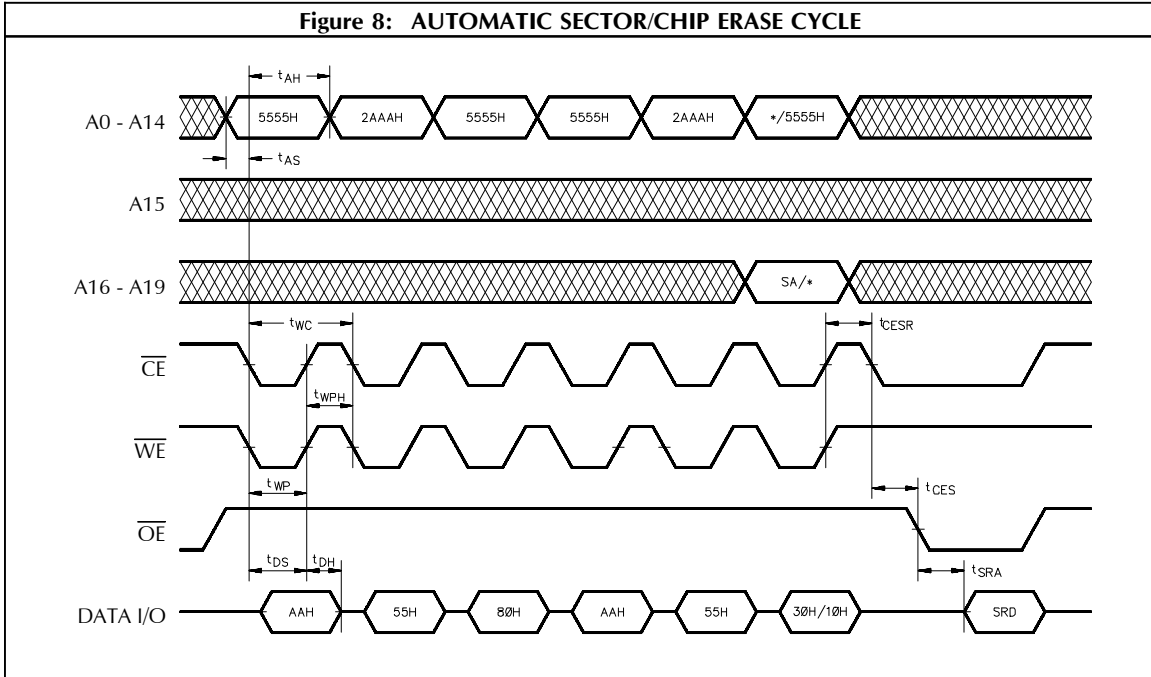 Figure 8: AUTOMATIC SECTOR/CHIP ERASE CYCLE
tAH
A0 - A14 5555H 2AAAH 5555H 5555H 2AAAH */5555H
tAS
A15
A16 - A19 SA/*
tWC tCESR
CE
tWPH
WE
tWP tCES
OE
tDS tDH tSRA
DATA I/O AAH 55H 80H AAH 55H 30H/10H SRD